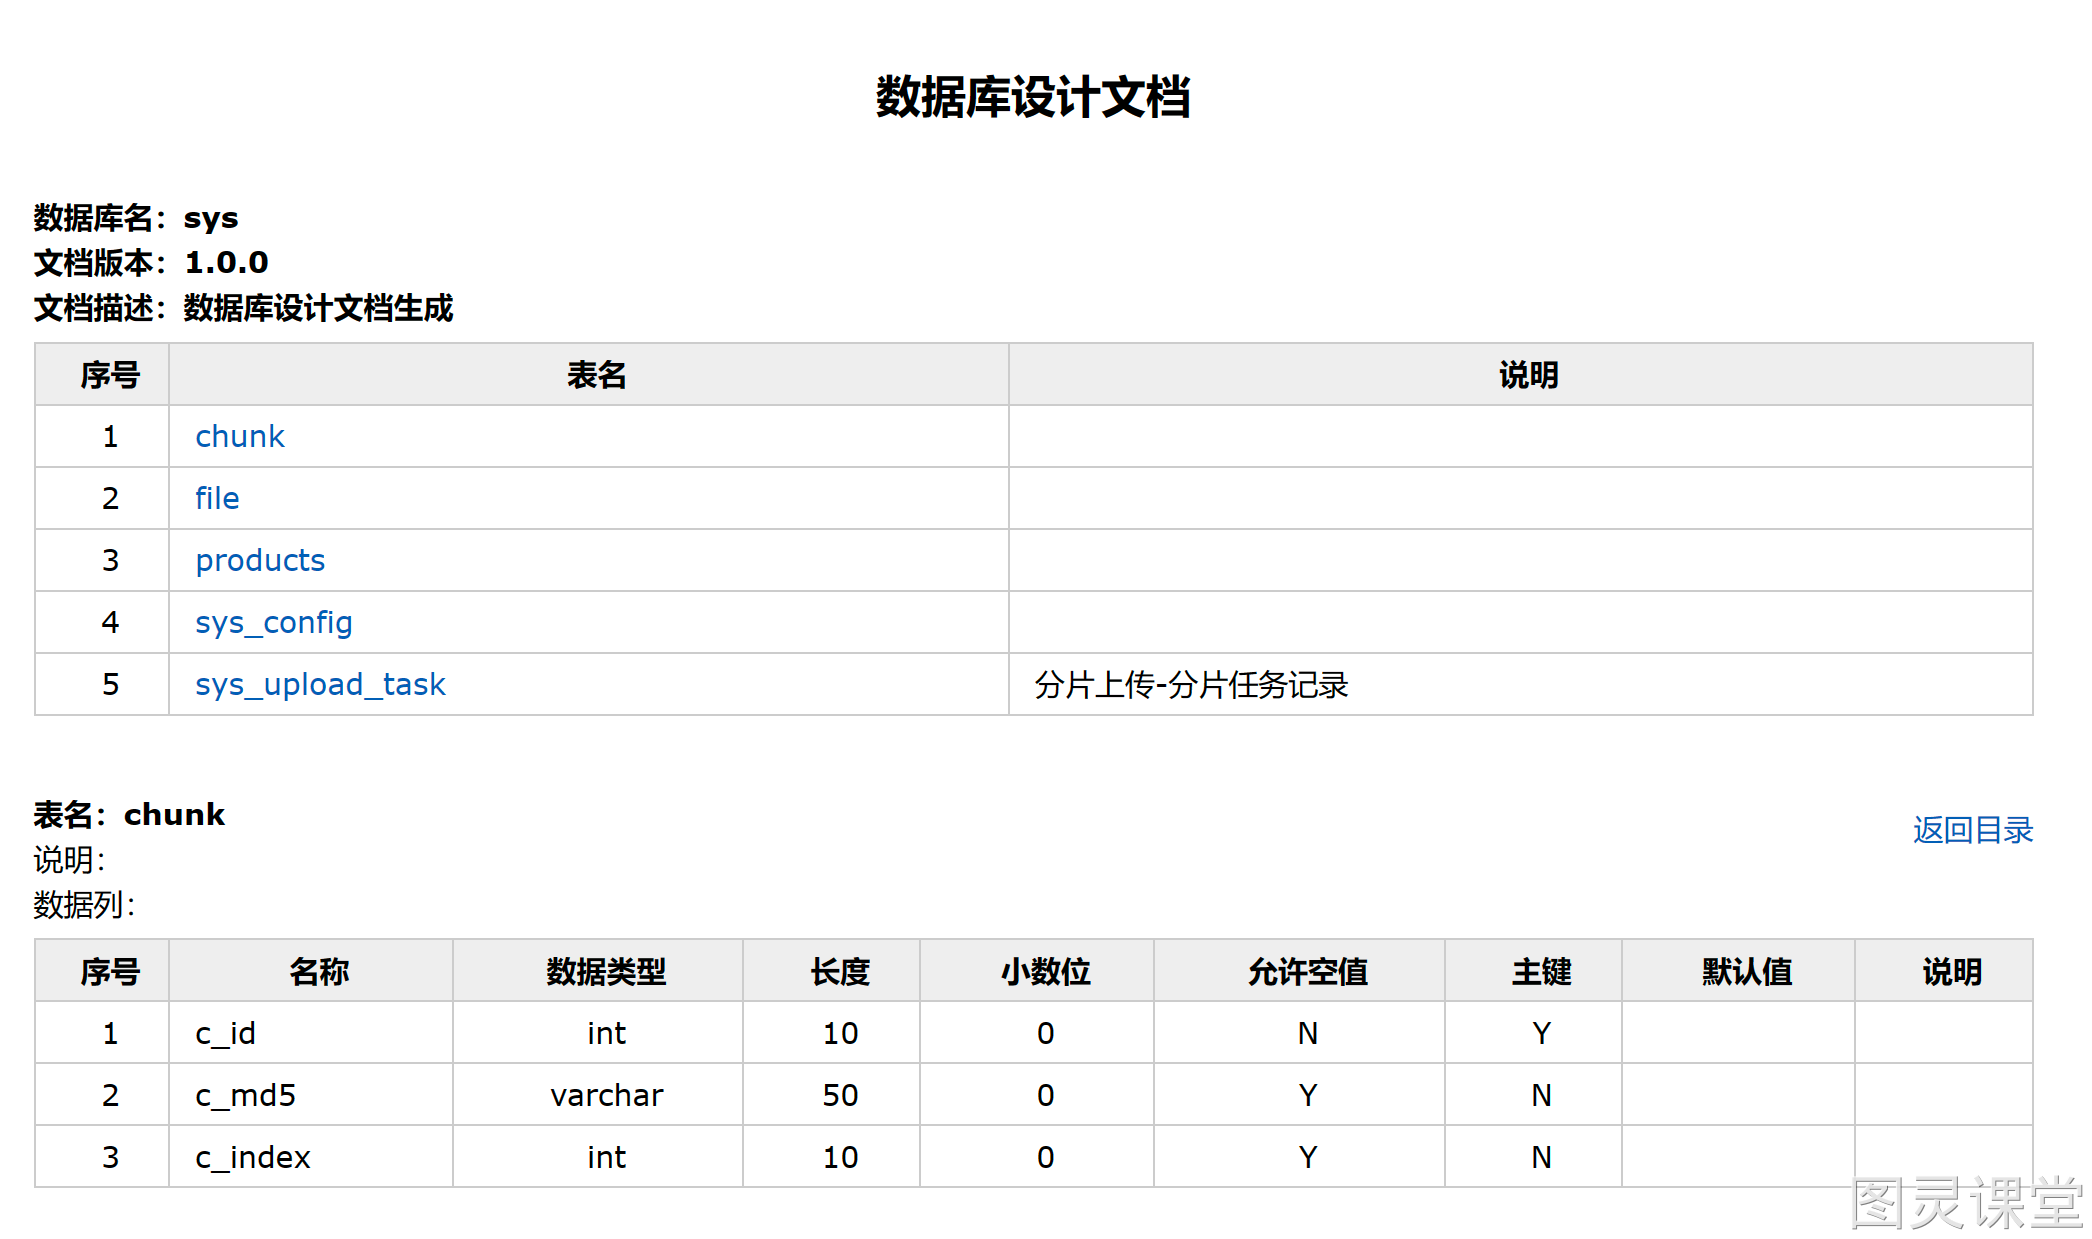 数据库设计文档
数据库名：sys
文档版本：1.0.0
文档描述：数据库设计文档生成
序号 表名 说明
1 chunk
2 file
3 products
4 sys_config
5 sys_upload_task 分片上传-分片任务记录
表名：chunk
返回目录
说明：
数据列：
序号 名称 数据类型 长度 小数位 允许空值 主键 默认值 说明
1 c_id int 10 0 N Y
2 c_md5 varchar 50 0 Y N
3 c_index int 10 0 Y N
图灵课堂